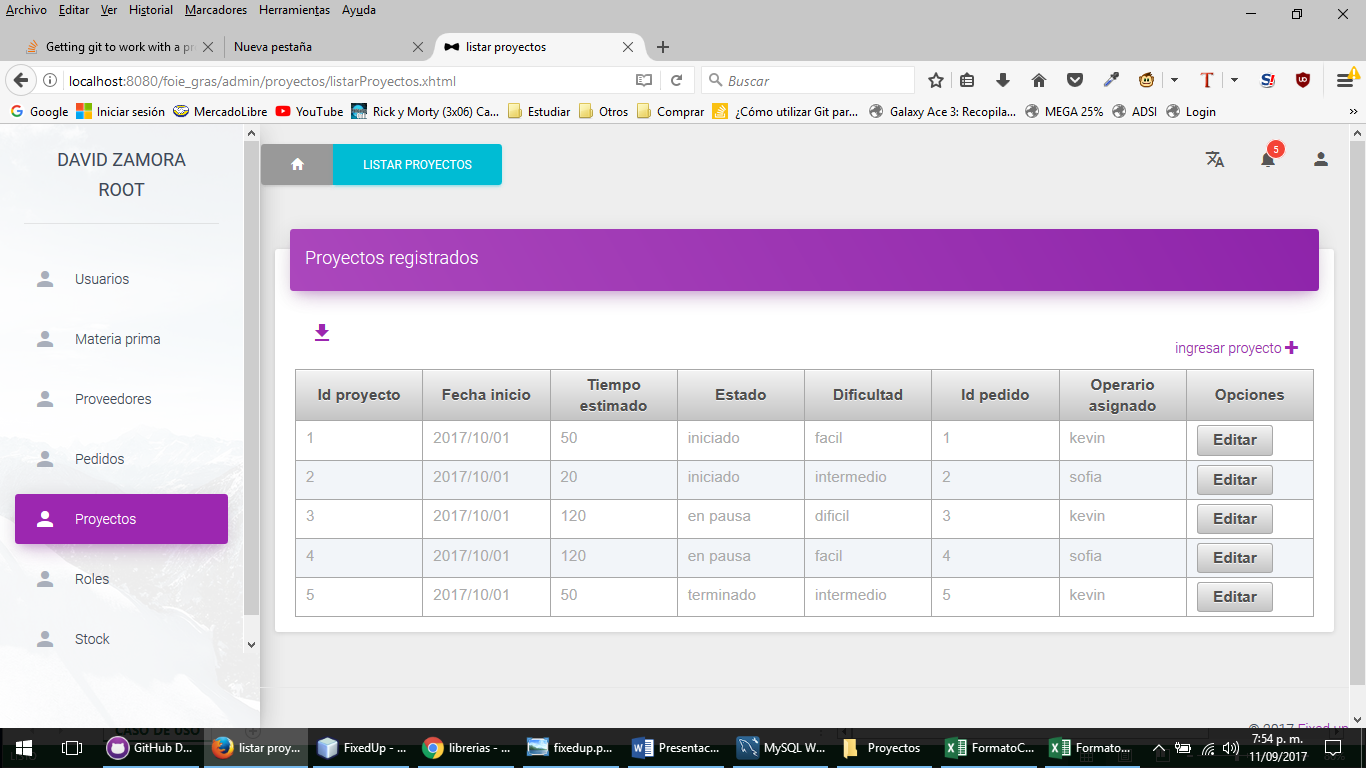 Archivo Editar Ver Historial Marcadores Herramientas Ayuda
Getting git to work with a pr
Nueva pestaña
listar proyectos
localhost:8080/foie_gras/admin/proyectos/listarProyectos.xhtml
Buscar
Google
Iniciar sesión
MercadoLibre
YouTube
Rick y Morty (3x06) Ca...
Estudiar
Otros
Comprar
¿Cómo utilizar Git par...
Galaxy Ace 3: Recopila...
MEGA 25%
ADSI
Login
DAVID ZAMORA
ROOT
Usuarios
Materia prima
Proveedores
Pedidos
Proyectos
Roles
Stock
LISTAR PROYECTOS
5
Proyectos registrados
ingresar proyecto
Id proyecto Fecha inicio Tiempo estimado Estado Dificultad Id pedido Operario asignado Opciones
1 2017/10/01 50 iniciado facil 1 kevin Editar
2 2017/10/01 20 iniciado intermedio 2 sofia Editar
3 2017/10/01 120 en pausa dificil 3 kevin Editar
4 2017/10/01 120 en pausa facil 4 sofia Editar
5 2017/10/01 50 terminado intermedio 5 kevin Editar
© 2017 Fixed up
CASO DE USO
GitHub D...
listar proy...
FixedUp - ...
librerias - ...
fixedup.p...
Presentac...
MySQL W...
Proyectos
FormatoC...
Formato...
7:54 p. m.
11/09/2017